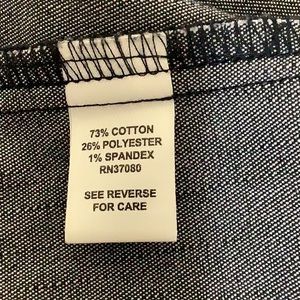 73% COTTON
26% POLYESTER
1% SPANDEX
RN37080
SEE REVERSE
FOR CARE